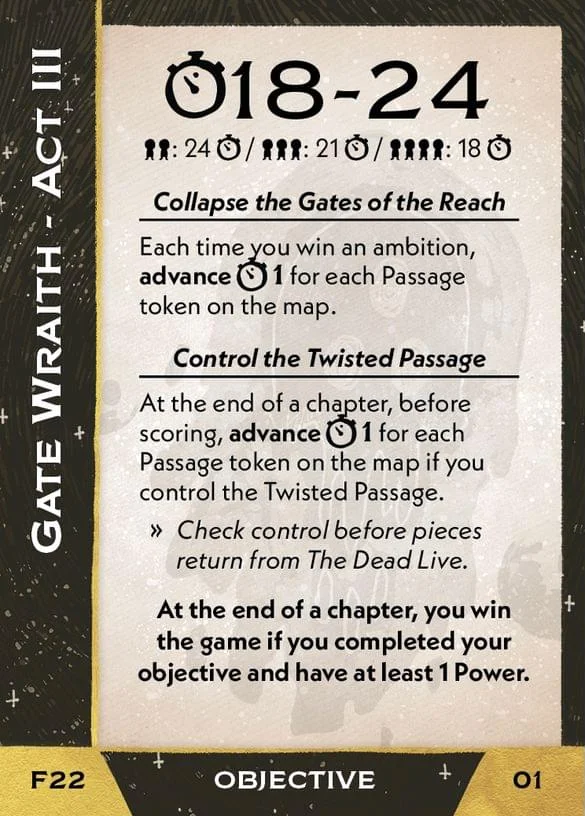 GATE WRAITH - ACT III
18-24
: 24 / : 21 / : 18
Collapse the Gates of the Reach
Each time you win an ambition,
advance 1 for each Passage
token on the map.
Control the Twisted Passage
At the end of a chapter, before
scoring, advance 1 for each
Passage token on the map if you
control the Twisted Passage.
» Check control before pieces
return from The Dead Live.
At the end of a chapter, you win
the game if you completed your
objective and have at least 1 Power.
F22 OBJECTIVE 01